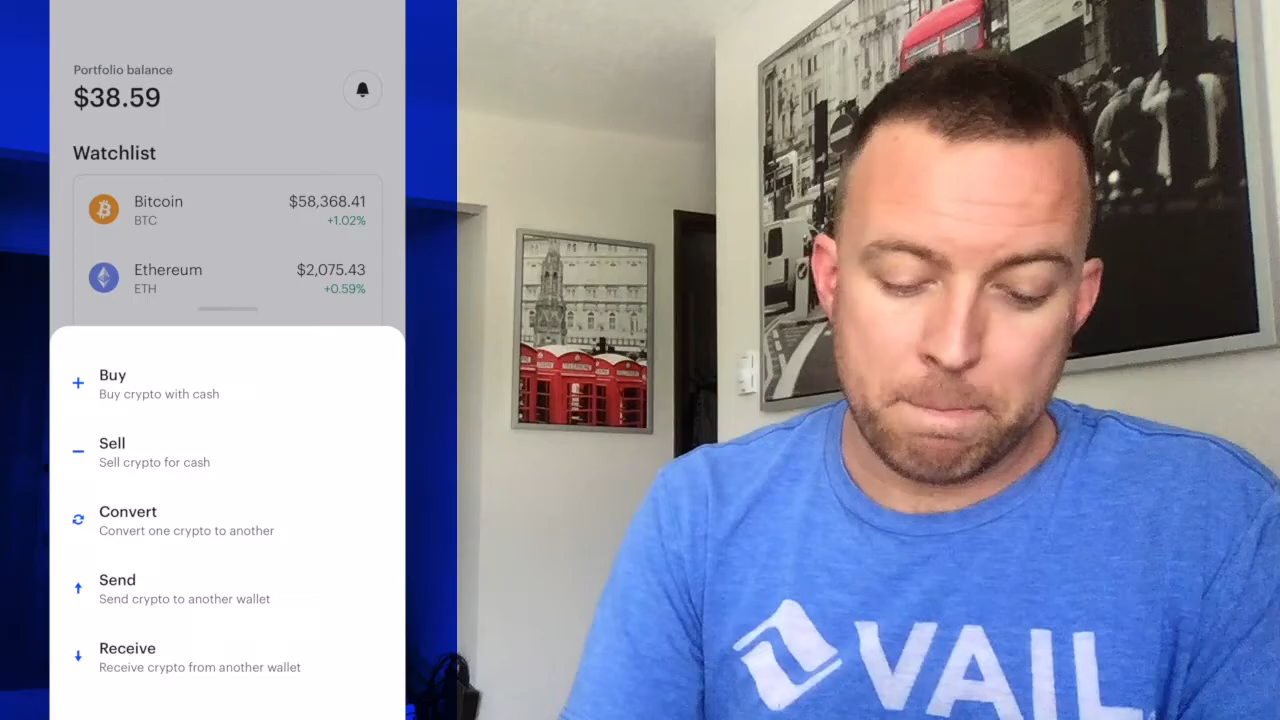 Portfolio balance
$38.59
Watchlist
Bitcoin
$58,368.41
BTC
+1.02%
Ethereum
$2,075.43
ETH
+0.59%
Buy
Buy crypto with cash
Sell
Sell crypto for cash
Convert
Convert one crypto to another
Send
Send crypto to another wallet
Receive
Receive crypto from another wallet
TELEPHONE
VAIL